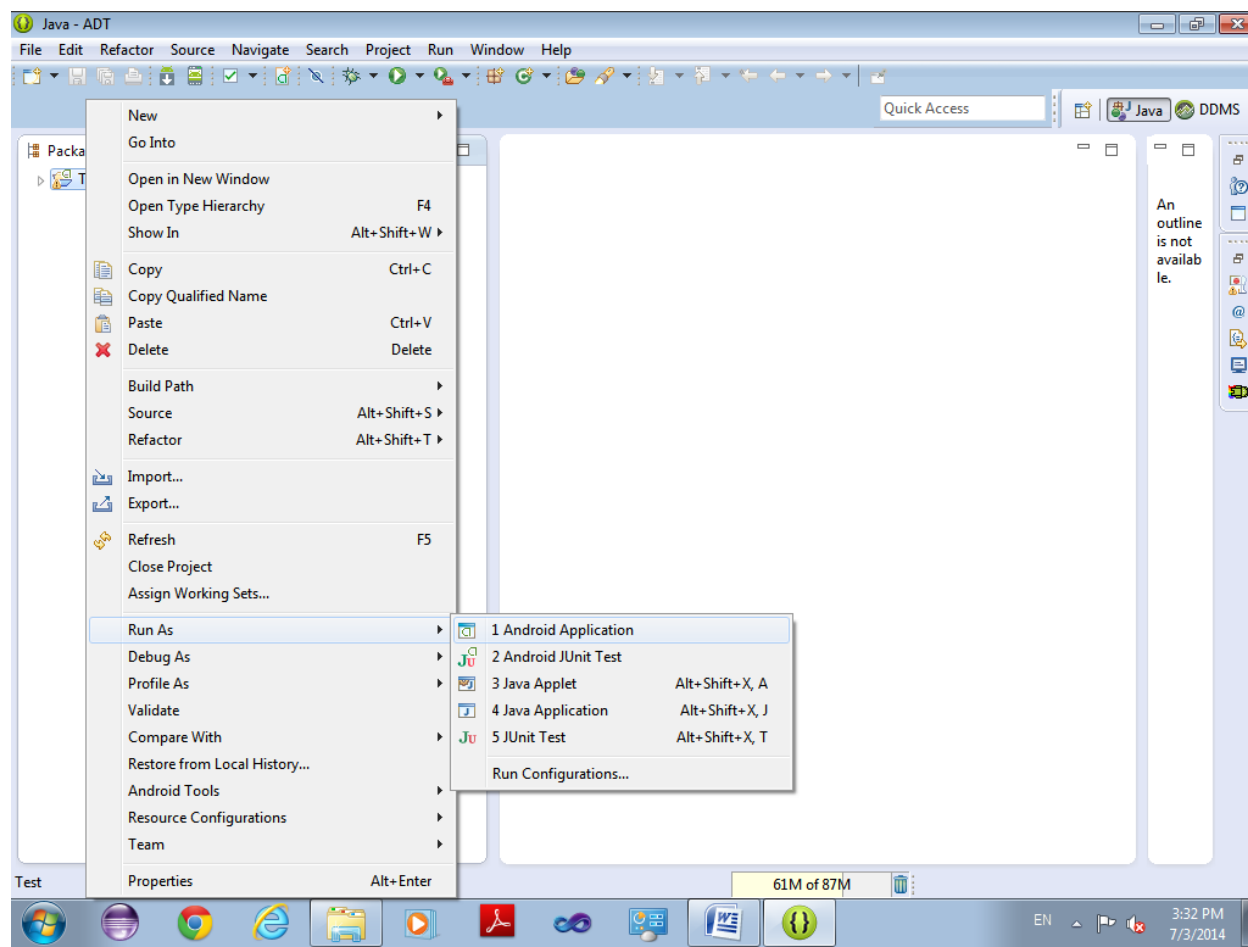 Java - ADT
File Edit Refactor Source Navigate Search Project Run Window Help
Quick Access
Java
DDMS
Packa
T
An
outline
is not
availab
le.
New
Go Into
Open in New Window
Open Type Hierarchy F4
Show In Alt+Shift+W
Copy Ctrl+C
Copy Qualified Name
Paste Ctrl+V
Delete Delete
Build Path
Source Alt+Shift+S
Refactor Alt+Shift+T
Import...
Export...
Refresh F5
Close Project
Assign Working Sets...
Run As
Debug As
Profile As
Validate
Compare With
Restore from Local History...
Android Tools
Resource Configurations
Team
Properties Alt+Enter
1 Android Application
2 Android JUnit Test
3 Java Applet Alt+Shift+X, A
4 Java Application Alt+Shift+X, J
5 JUnit Test Alt+Shift+X, T
Run Configurations...
Test
61M of 87M
EN
3:32 PM
7/3/2014